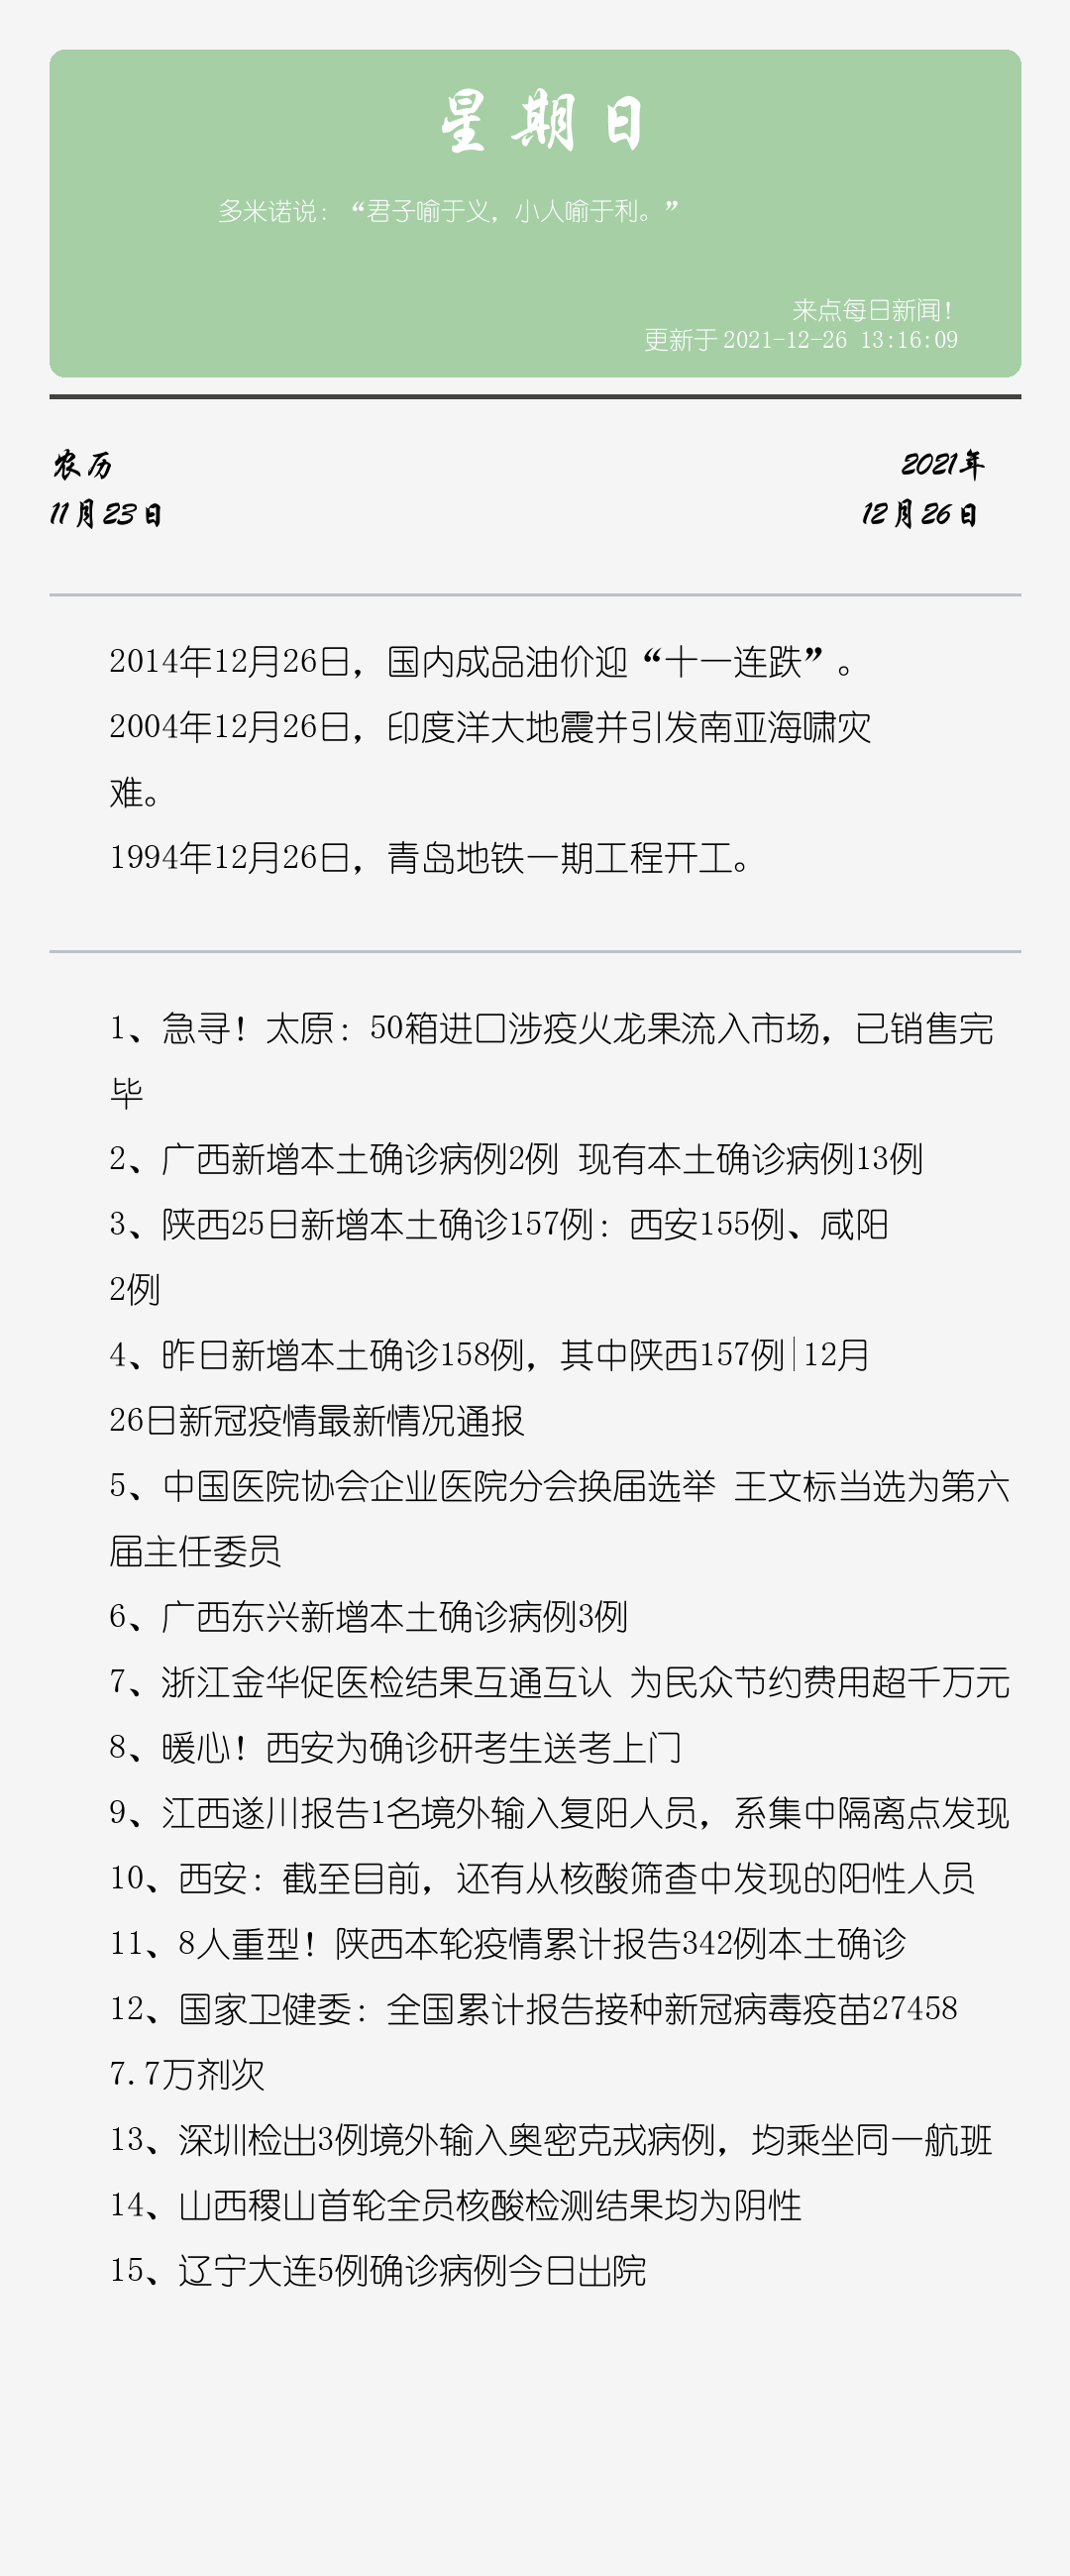 星期日
多米诺说：“君子喻于义，小人喻于利。”
来点每日新闻！
更新于 2021-12-26 13:16:09
农历
2021年
11月23日
12月26日
2014年12月26日，国内成品油价迎“十一连跌”。
2004年12月26日，印度洋大地震并引发南亚海啸灾
难。
1994年12月26日，青岛地铁一期工程开工。
1、急寻！太原：50箱进口涉疫火龙果流入市场，已销售完
毕
2、广西新增本土确诊病例2例 现有本土确诊病例13例
3、陕西25日新增本土确诊157例：西安155例、咸阳
2例
4、昨日新增本土确诊158例，其中陕西157例|12月
26日新冠疫情最新情况通报
5、中国医院协会企业医院分会换届选举 王文标当选为第六
届主任委员
6、广西东兴新增本土确诊病例3例
7、浙江金华促医检结果互通互认 为民众节约费用超千万元
8、暖心！西安为确诊研考生送考上门
9、江西遂川报告1名境外输入复阳人员，系集中隔离点发现
10、西安：截至目前，还有从核酸筛查中发现的阳性人员
11、8人重型！陕西本轮疫情累计报告342例本土确诊
12、国家卫健委：全国累计报告接种新冠病毒疫苗27458
7.7万剂次
13、深圳检出3例境外输入奥密克戎病例，均乘坐同一航班
14、山西稷山首轮全员核酸检测结果均为阴性
15、辽宁大连5例确诊病例今日出院